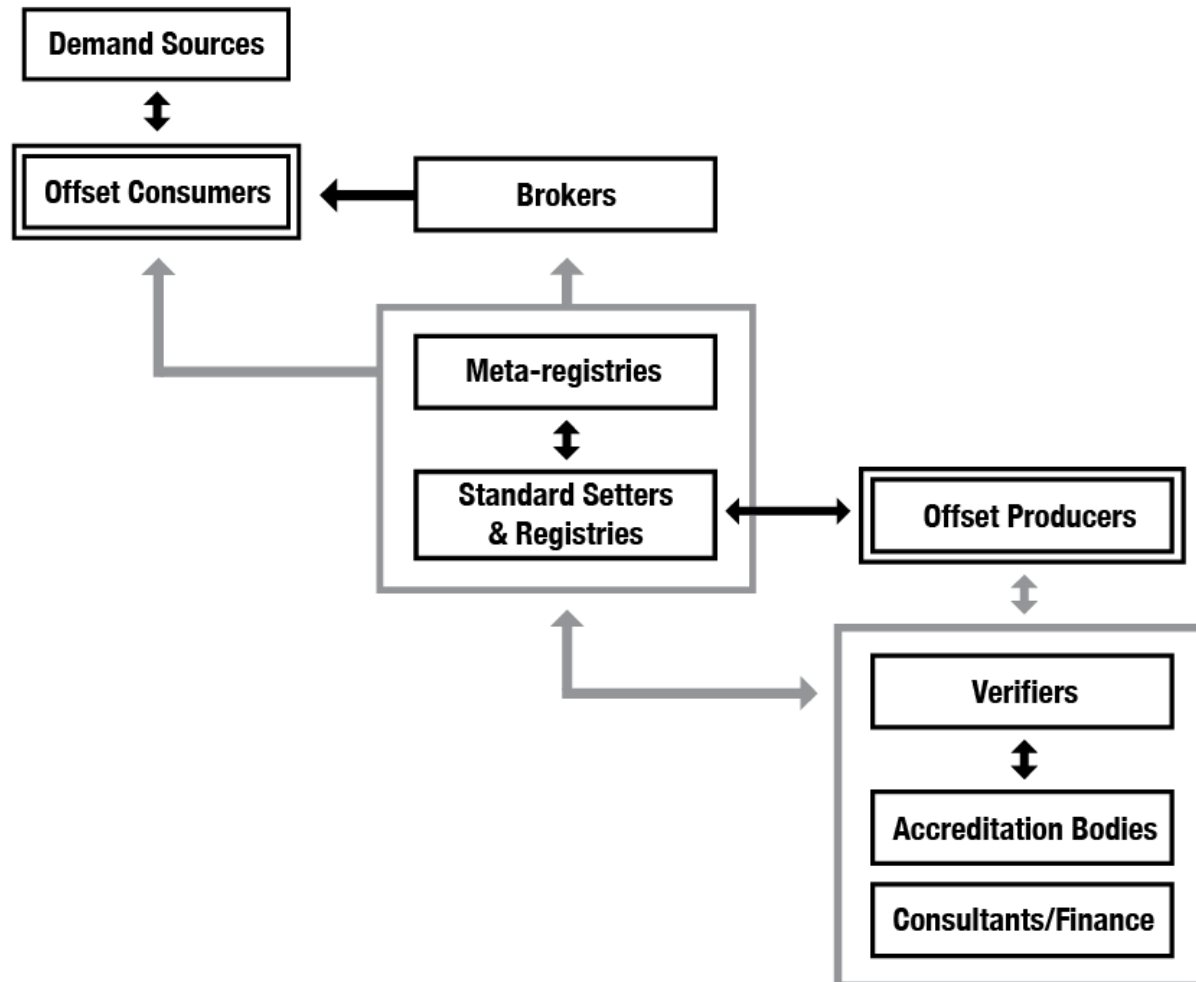 Demand Sources
Offset Consumers
Brokers
Meta-registries
Standard Setters
& Registries
Offset Producers
Verifiers
Accreditation Bodies
Consultants/Finance